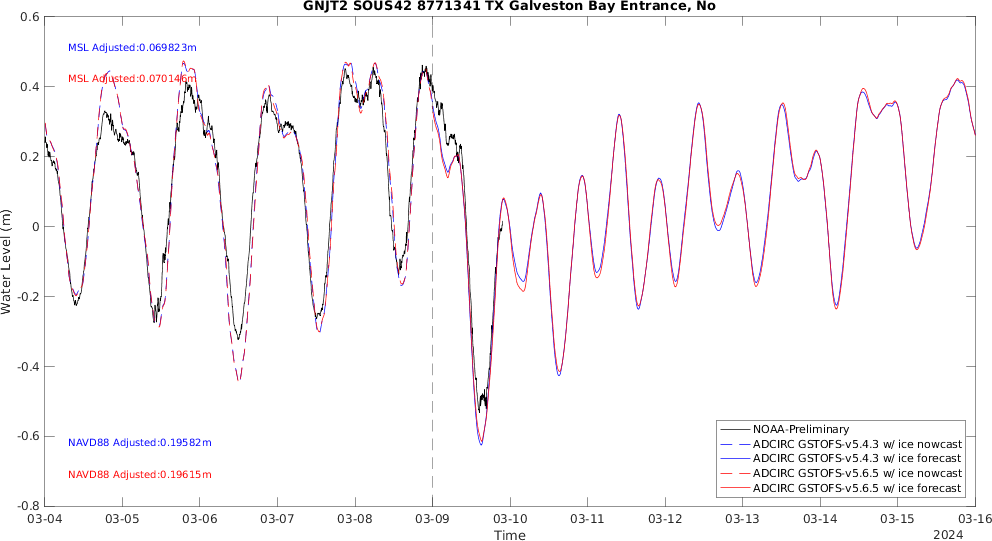 GNJT2 SOUS42 8771341 TX Galveston Bay Entrance, No
0.6
0.4
0.2
0
-0.2
-0.4
-0.6
-0.8
Water Level (m)
MSL Adjusted:0.069823m
MSL Adjusted:0.070146m
NAVD88 Adjusted:0.19582m
NAVD88 Adjusted:0.19615m
NOAA-Preliminary
ADCIRC GSTOFS-v5.4.3 w/ ice nowcast
ADCIRC GSTOFS-v5.4.3 w/ ice forecast
ADCIRC GSTOFS-v5.6.5 w/ ice nowcast
ADCIRC GSTOFS-v5.6.5 w/ ice forecast
03-04 03-05 03-06 03-07 03-08 03-09 03-10 03-11 03-12 03-13 03-14 03-15 03-16
Time
2024